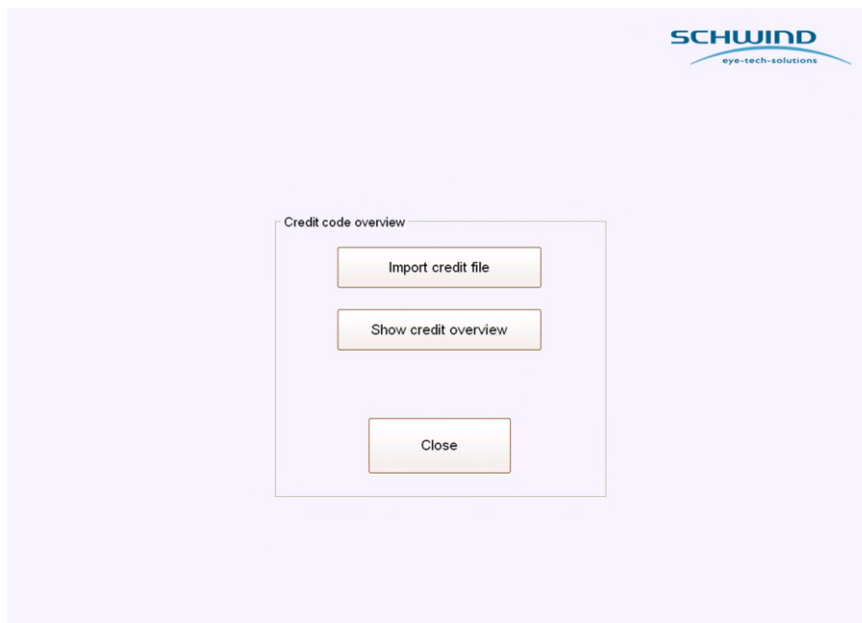 SCHWIND
eye-tech-solutions
Credit code overview
Import credit file
Show credit overview
Close